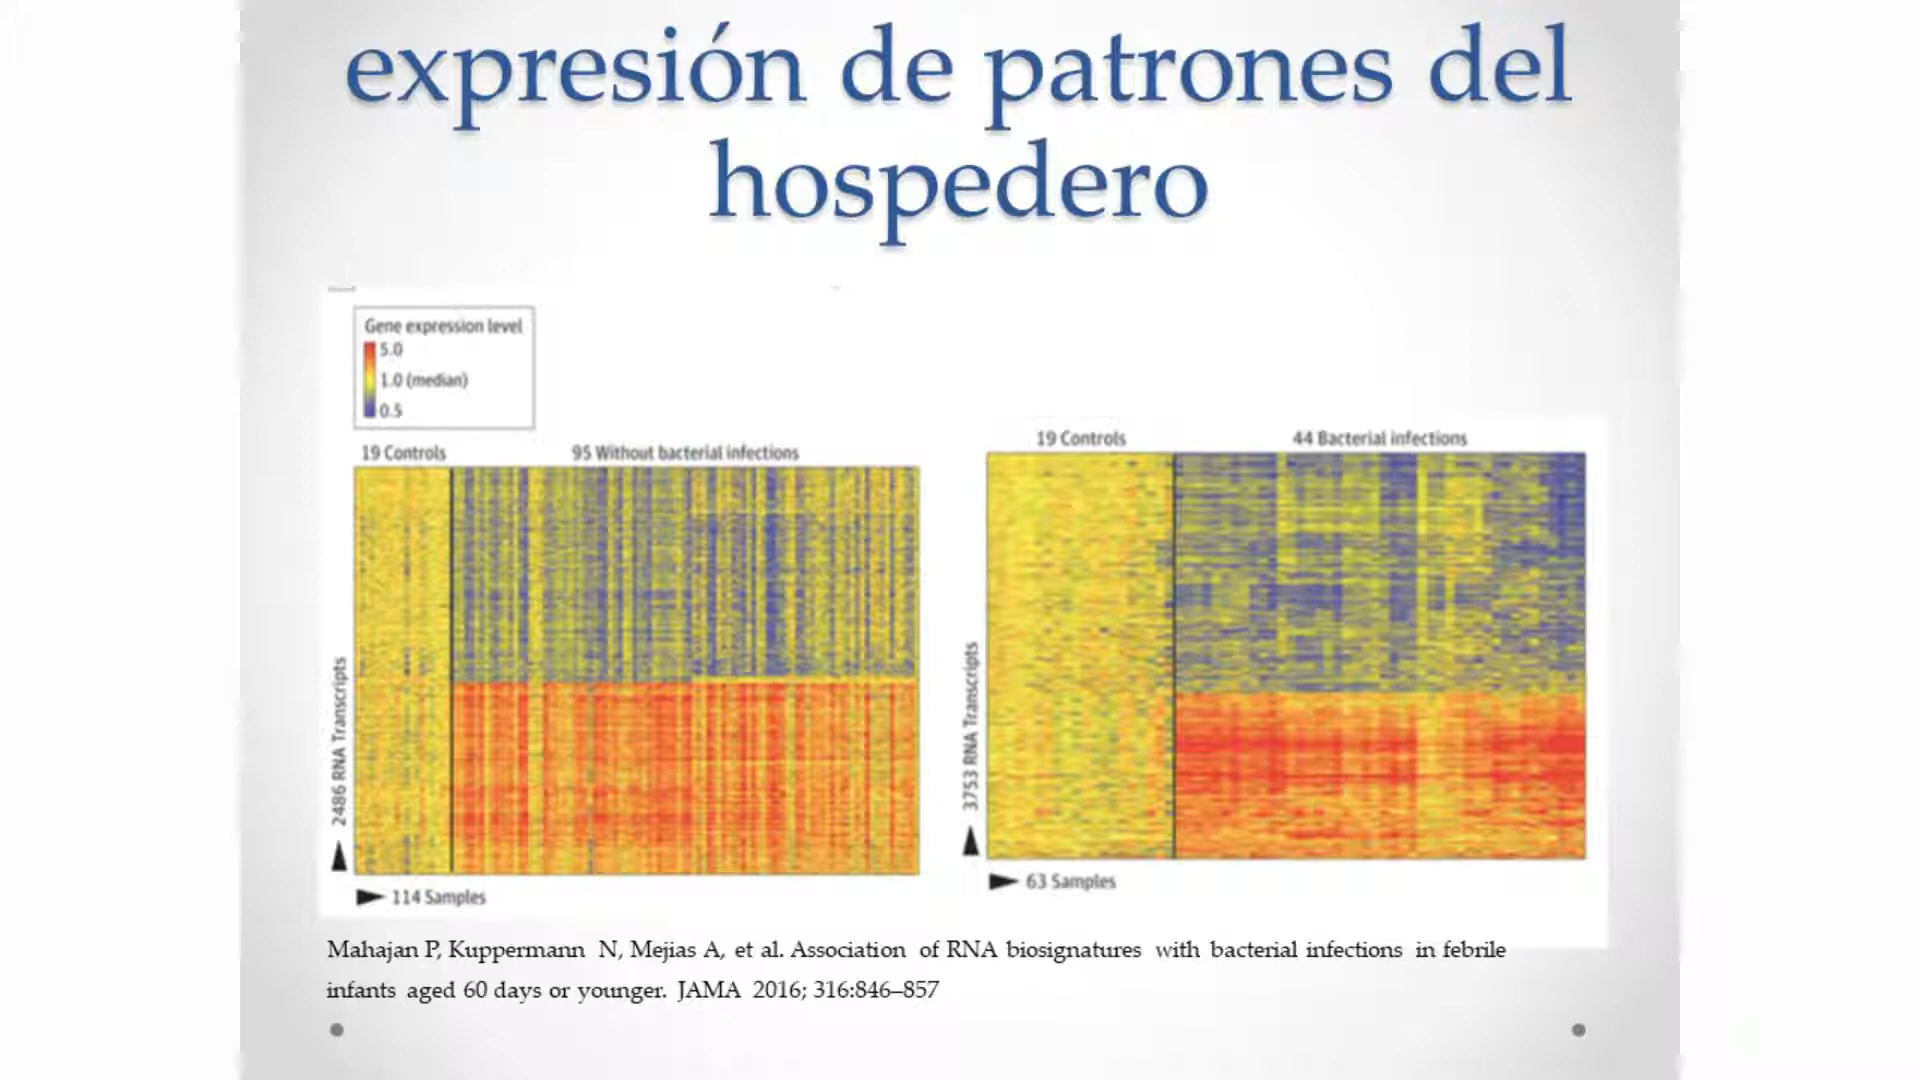 expresión de patrones del
hospedero
Gene expression level
5.0
1.0 (median)
0.5
19 Controls
95 Without bacterial infections
2486 RNA Transcripts
114 Samples
19 Controls
44 Bacterial infections
3753 RNA Transcripts
63 Samples
Mahajan P, Kuppermann N, Mejias A, et al. Association of RNA biosignatures with bacterial infections in febrile
infants aged 60 days or younger. JAMA 2016; 316:846–857